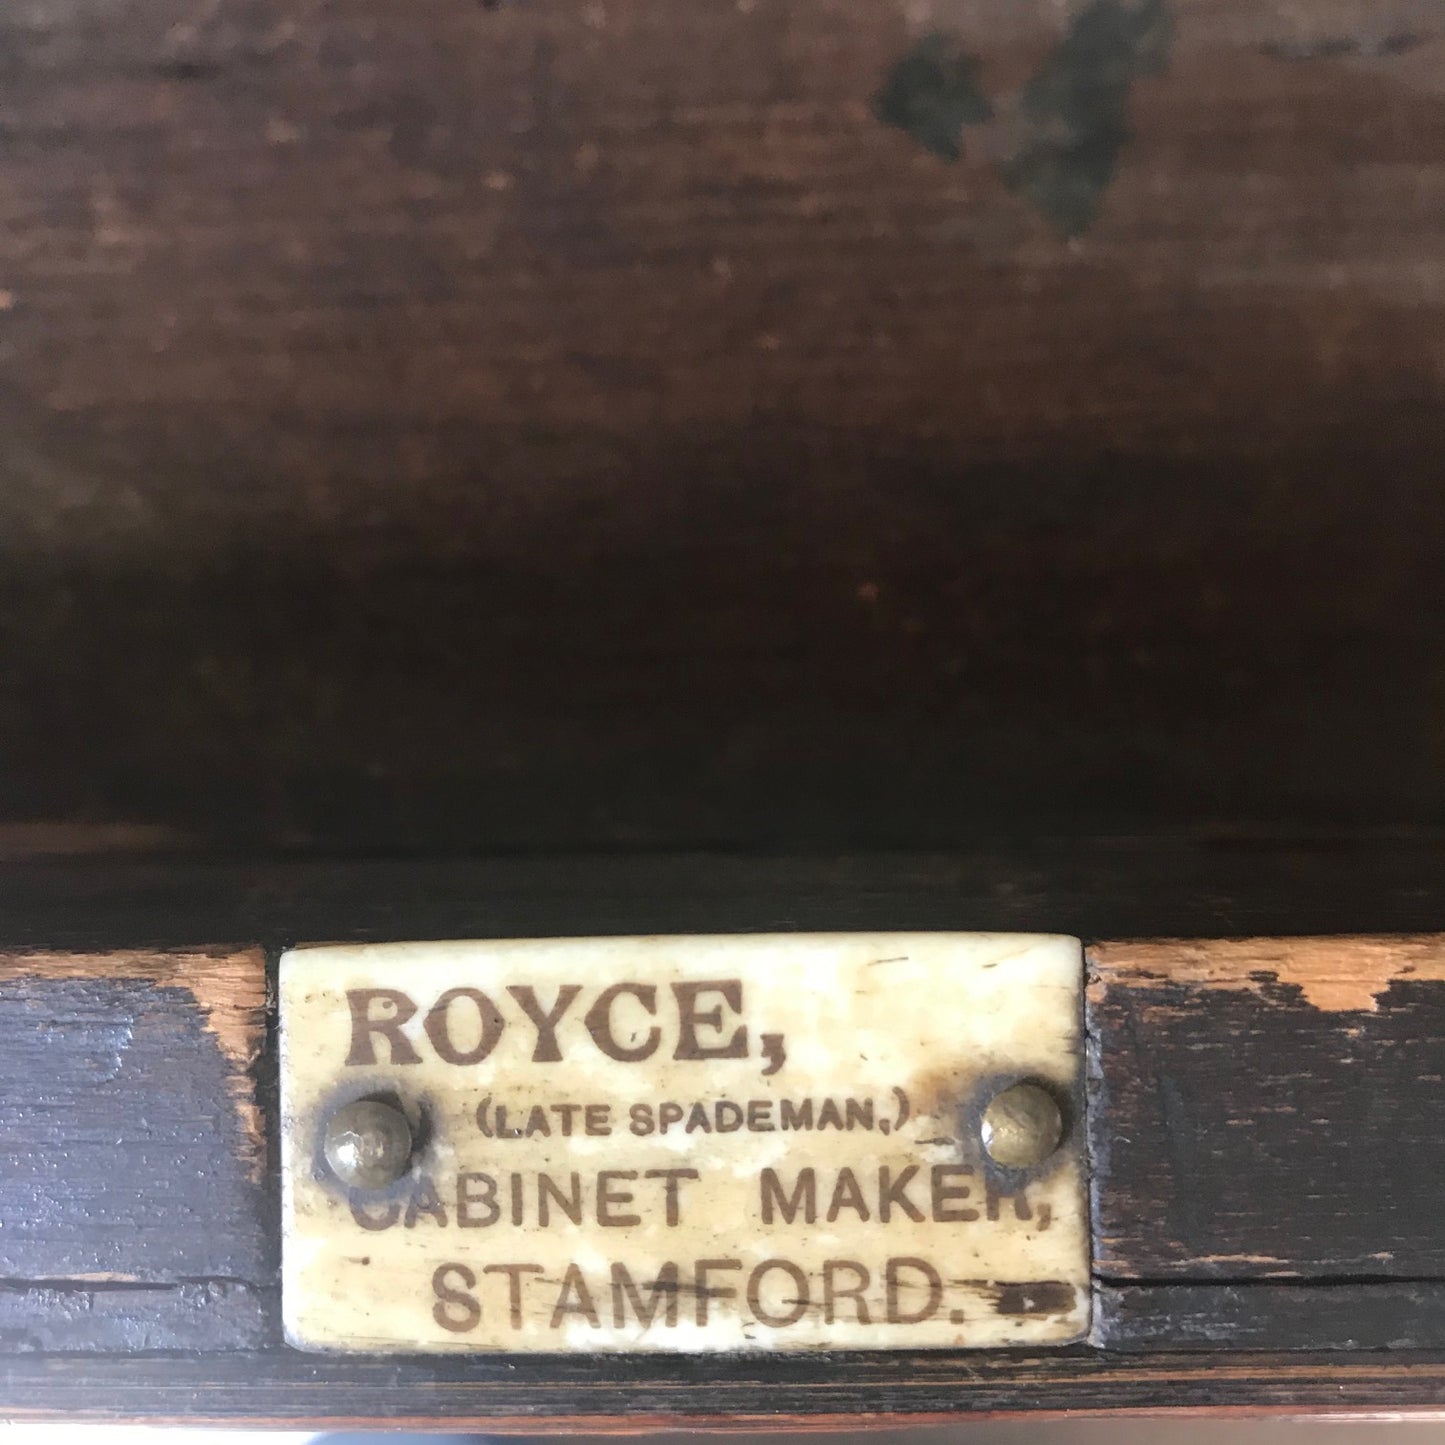 ROYCE,
(LATE SPADEMAN,)
CABINET MAKER,
STAMFORD.